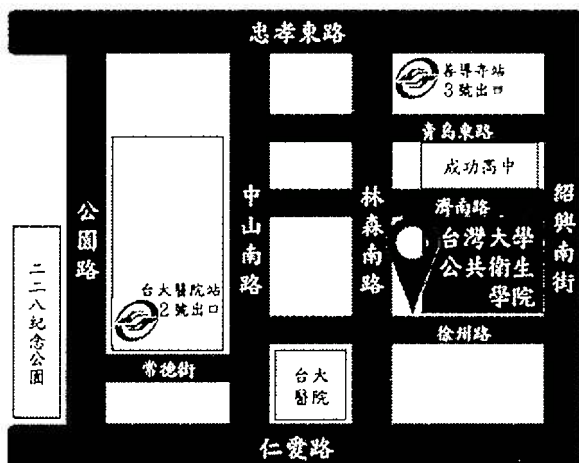 忠孝東路
善導寺站
3號出口
青島東路
成功高中
公園路
中山南路
林森南路
紹興南街
濟南路
台灣大學
公共衛生
學院
二二八紀念公園
台大醫院站
2號出口
徐州路
常德街
台大
醫院
仁愛路